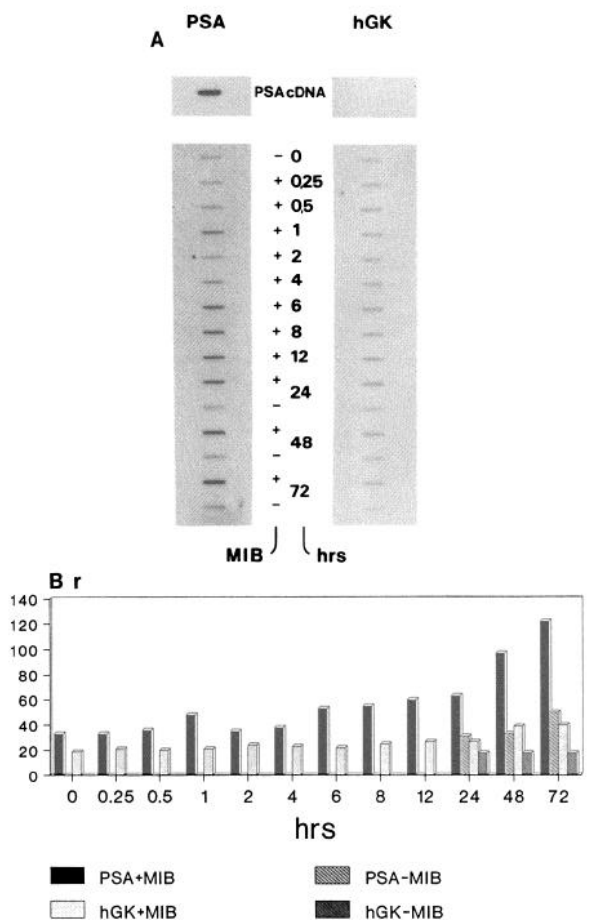 PSA hGK
A
PSAcDNA
- 0
+ 0,25
+ 0,5
+ 1
+ 2
+ 4
+ 6
+ 8
+ 12
+
24
-
+
48
-
+
72
-
MIB hrs
B r
140
120
100
80
60
40
20
0
0 0.25 0.5 1 2 4 6 8 12 24 48 72
hrs
PSA+MIB PSA-MIB
hGK+MIB hGK-MIB